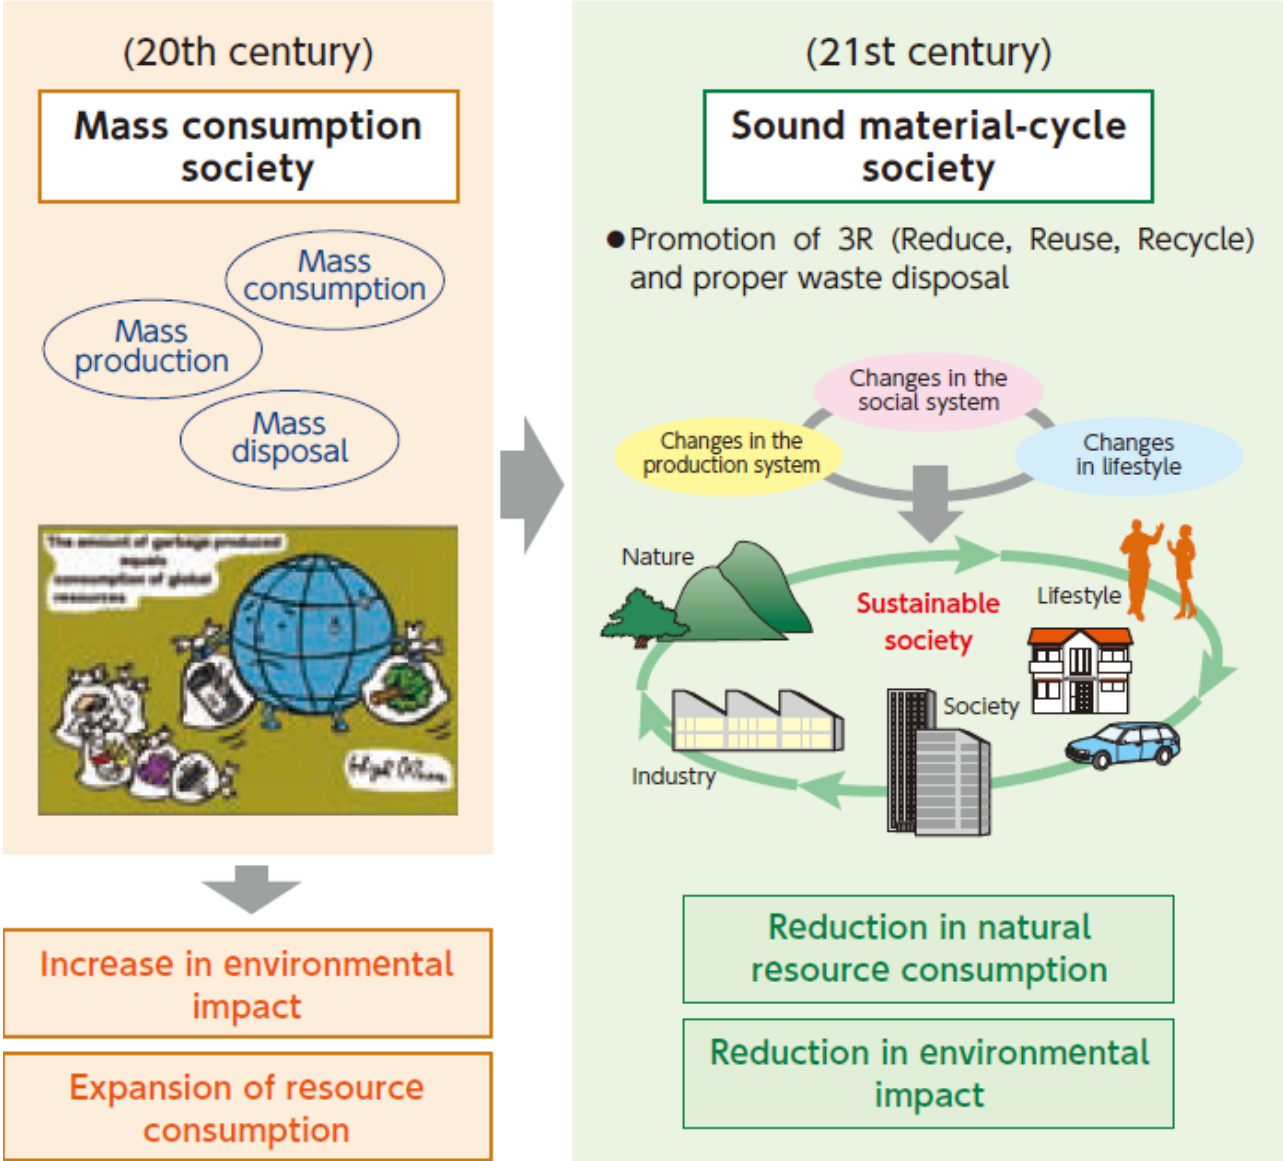 (20th century)
Mass consumption
society
Mass
consumption
Mass
production
Mass
disposal
The amount of garbage produced
equals
consumption of global
resources
Increase in environmental
impact
Expansion of resource
consumption
(21st century)
Sound material-cycle
society
●Promotion of 3R (Reduce, Reuse, Recycle)
and proper waste disposal
Changes in the
social system
Changes in the
production system
Changes
in lifestyle
Nature
Lifestyle
Sustainable
society
Society
Industry
Reduction in natural
resource consumption
Reduction in environmental
impact